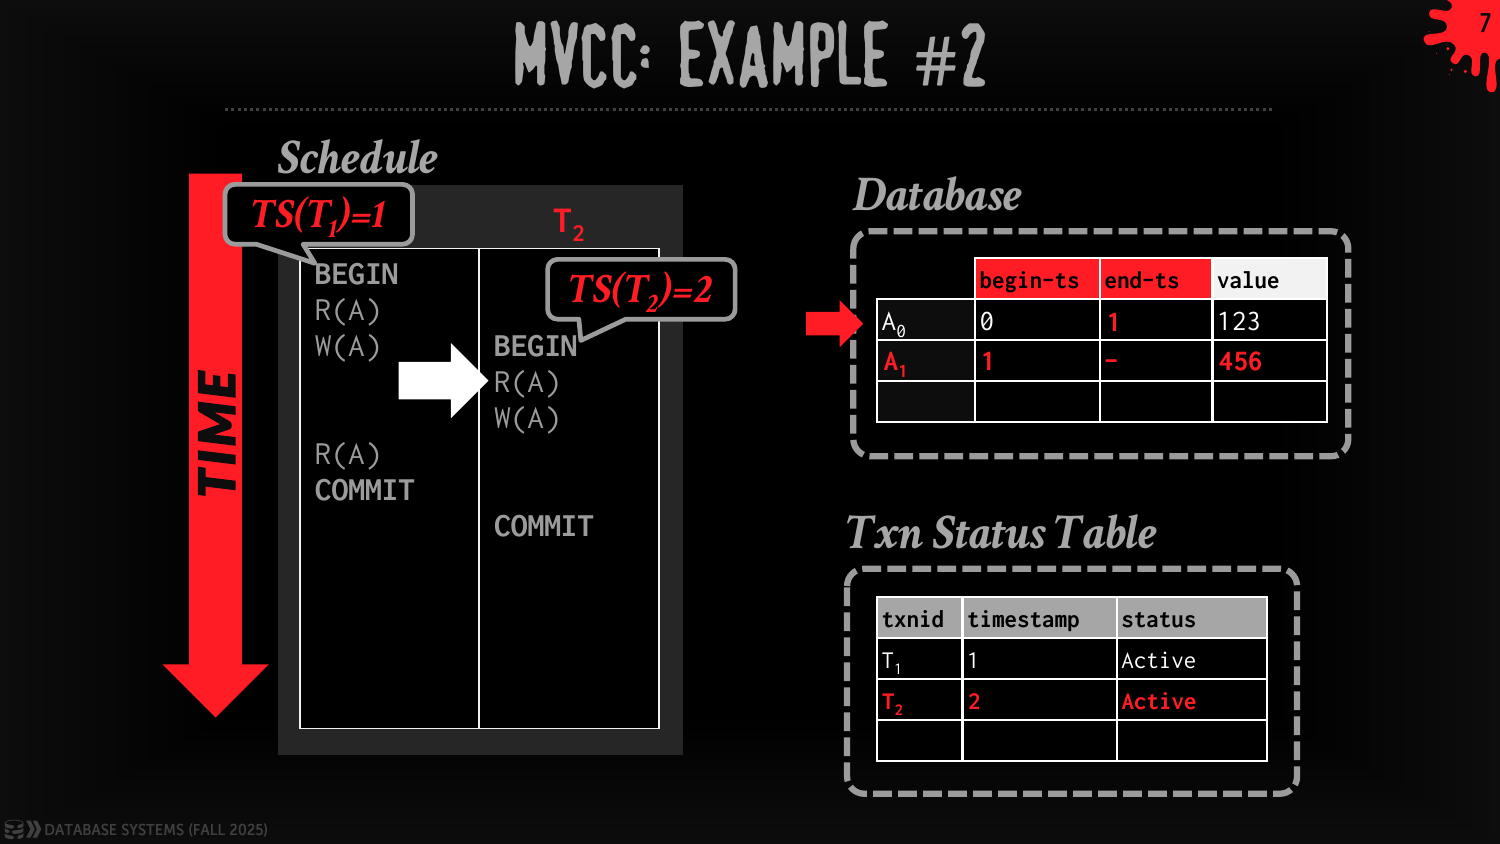 MVCC: EXAMPLE #2
7
Schedule
TS(T1)=1
T2
TS(T2)=2
BEGIN
R(A)
W(A)
R(A)
COMMIT
BEGIN
R(A)
W(A)
COMMIT
TIME
Database
begin-ts end-ts value
A0 0 1 123
A1 1 - 456
Txn Status Table
txnid timestamp status
T1 1 Active
T2 2 Active
DATABASE SYSTEMS (FALL 2025)